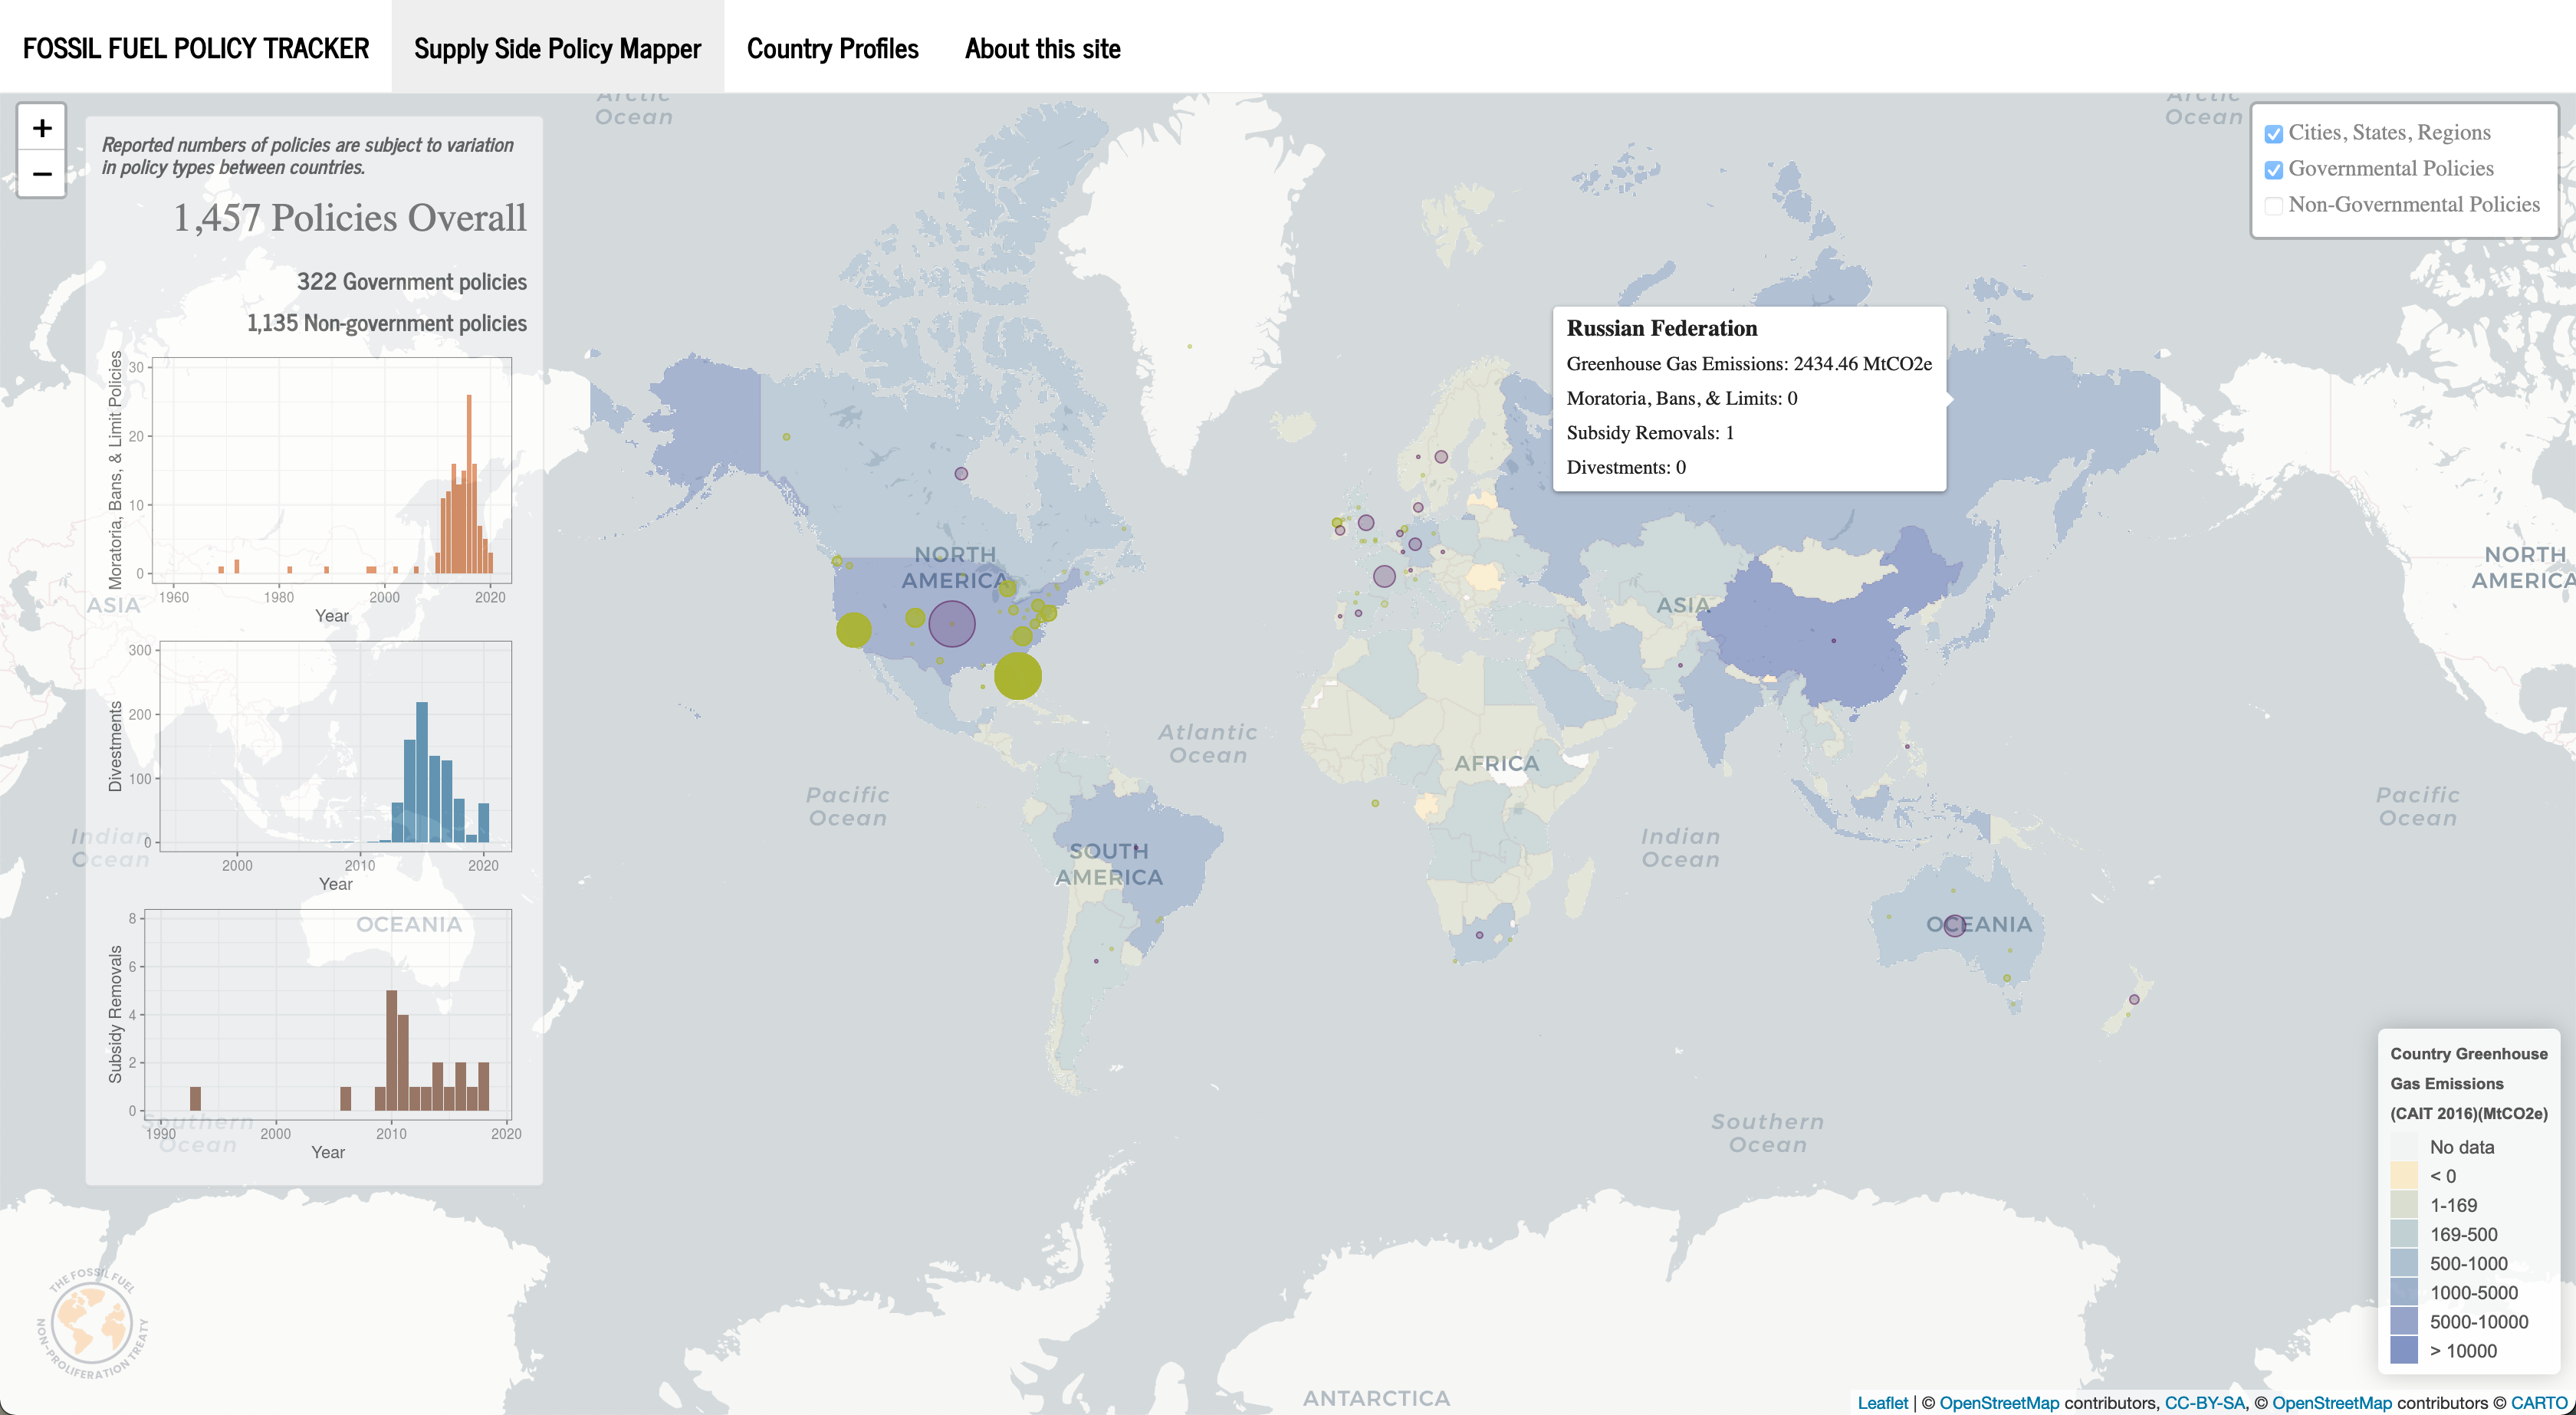 FOSSIL FUEL POLICY TRACKER
Supply Side Policy Mapper
Country Profiles
About this site
+
−
Reported numbers of policies are subject to variation
in policy types between countries.
1,457 Policies Overall
322 Government policies
1,135 Non-government policies
Moratoria, Bans, & Limit Policies
30
20
10
0
1960
1980
2000
2020
Year
Divestments
300
200
100
0
2000
2010
2020
Year
Subsidy Removals
8
6
4
2
0
1990
2000
2010
2020
Year
Cities, States, Regions
Governmental Policies
Non-Governmental Policies
Russian Federation
Greenhouse Gas Emissions: 2434.46 MtCO2e
Moratoria, Bans, & Limits: 0
Subsidy Removals: 1
Divestments: 0
Arctic
Ocean
Arctic
Ocean
ASIA
NORTH
AMERICA
ASIA
NORTH
AMERICA
Atlantic
Ocean
AFRICA
Pacific
Ocean
Indian
Ocean
SOUTH
AMERICA
Indian
Ocean
Pacific
Ocean
OCEANIA
OCEANIA
Southern
Ocean
Southern
Ocean
ANTARCTICA
THE FOSSIL FUEL
NON-PROLIFERATION TREATY
Country Greenhouse
Gas Emissions
(CAIT 2016)(MtCO2e)
No data
< 0
1-169
169-500
500-1000
1000-5000
5000-10000
> 10000
Leaflet | © OpenStreetMap contributors, CC-BY-SA, © OpenStreetMap contributors © CARTO